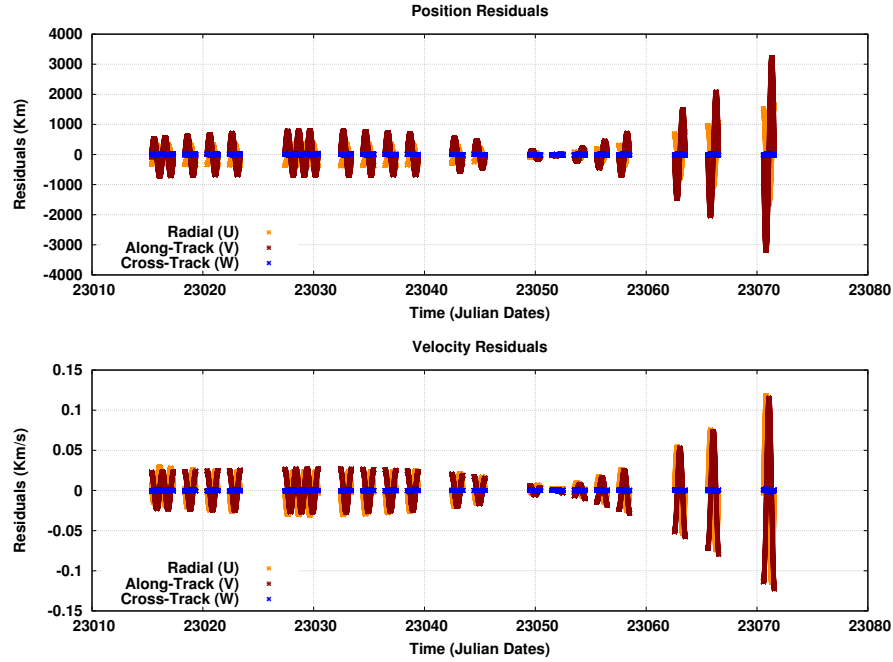 Position Residuals
4000
3000
2000
1000
0
-1000
-2000
-3000
-4000
Residuals (Km)
Radial (U)
Along-Track (V)
Cross-Track (W)
23010 23020 23030 23040 23050 23060 23070 23080
Time (Julian Dates)
Velocity Residuals
0.15
0.1
0.05
0
-0.05
-0.1
-0.15
Residuals (Km/s)
Radial (U)
Along-Track (V)
Cross-Track (W)
23010 23020 23030 23040 23050 23060 23070 23080
Time (Julian Dates)